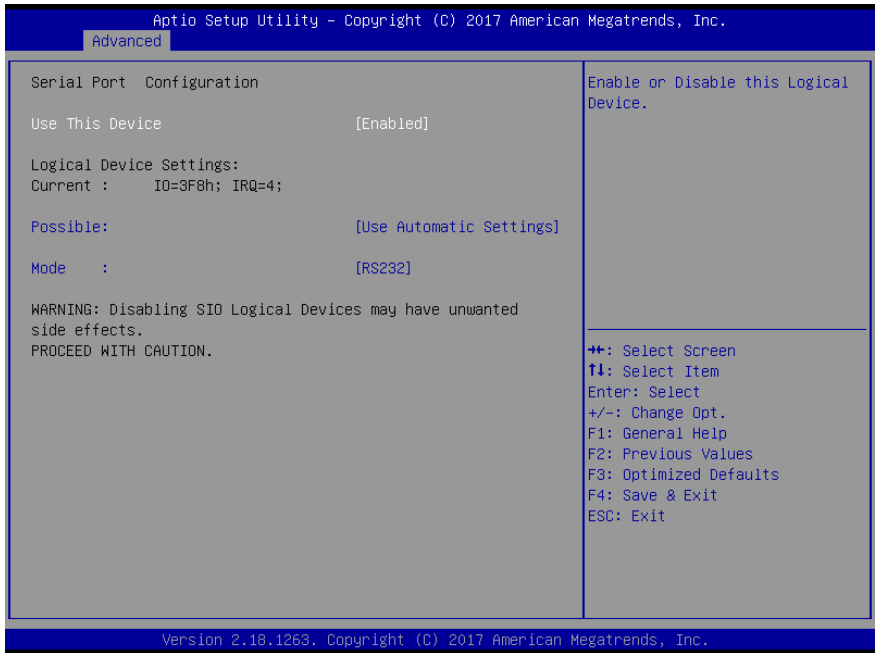 Aptio Setup Utility – Copyright (C) 2017 American Megatrends, Inc.
Advanced
Serial Port Configuration
Use This Device [Enabled]
Logical Device Settings:
Current : IO=3F8h; IRQ=4;
Possible: [Use Automatic Settings]
Mode : [RS232]
WARNING: Disabling SIO Logical Devices may have unwanted
side effects.
PROCEED WITH CAUTION.
Enable or Disable this Logical
Device.
→←: Select Screen
↑↓: Select Item
Enter: Select
+/-: Change Opt.
F1: General Help
F2: Previous Values
F3: Optimized Defaults
F4: Save & Exit
ESC: Exit
Version 2.18.1263. Copyright (C) 2017 American Megatrends, Inc.